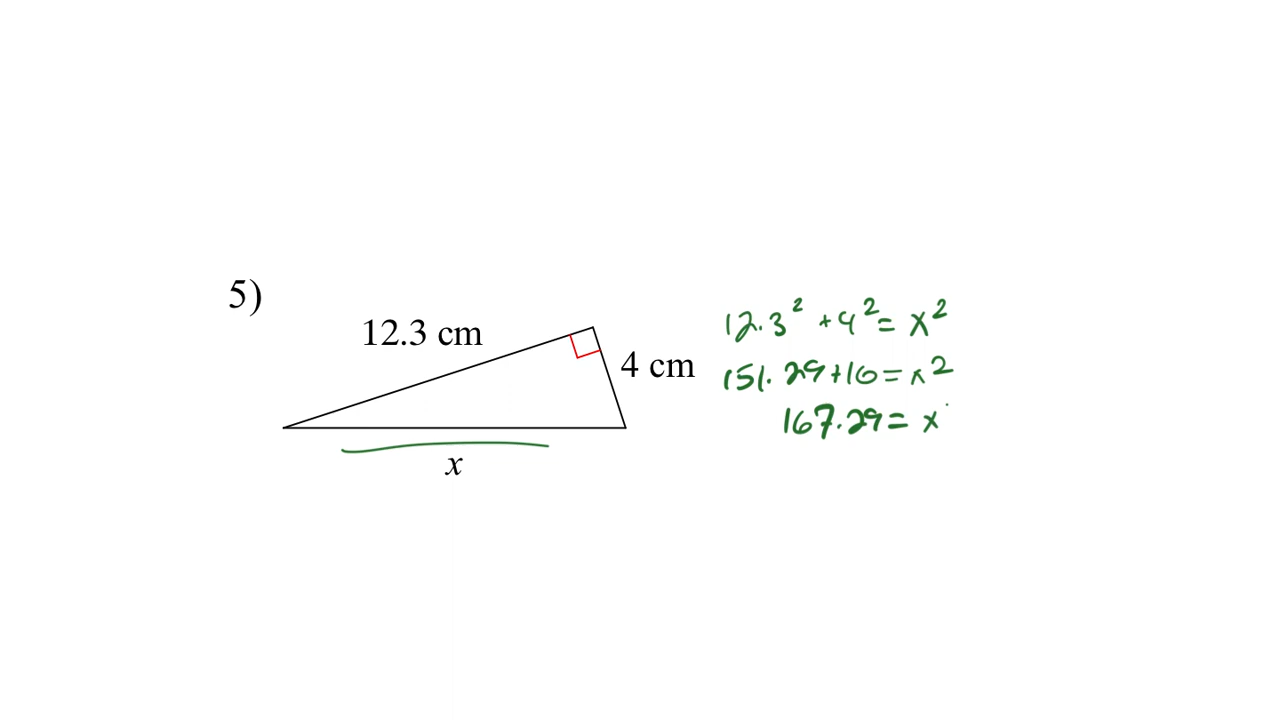 5)
12.3 cm
4 cm
x
12.3² + 4² = x²
151.29 + 16 = x²
167.29 = x